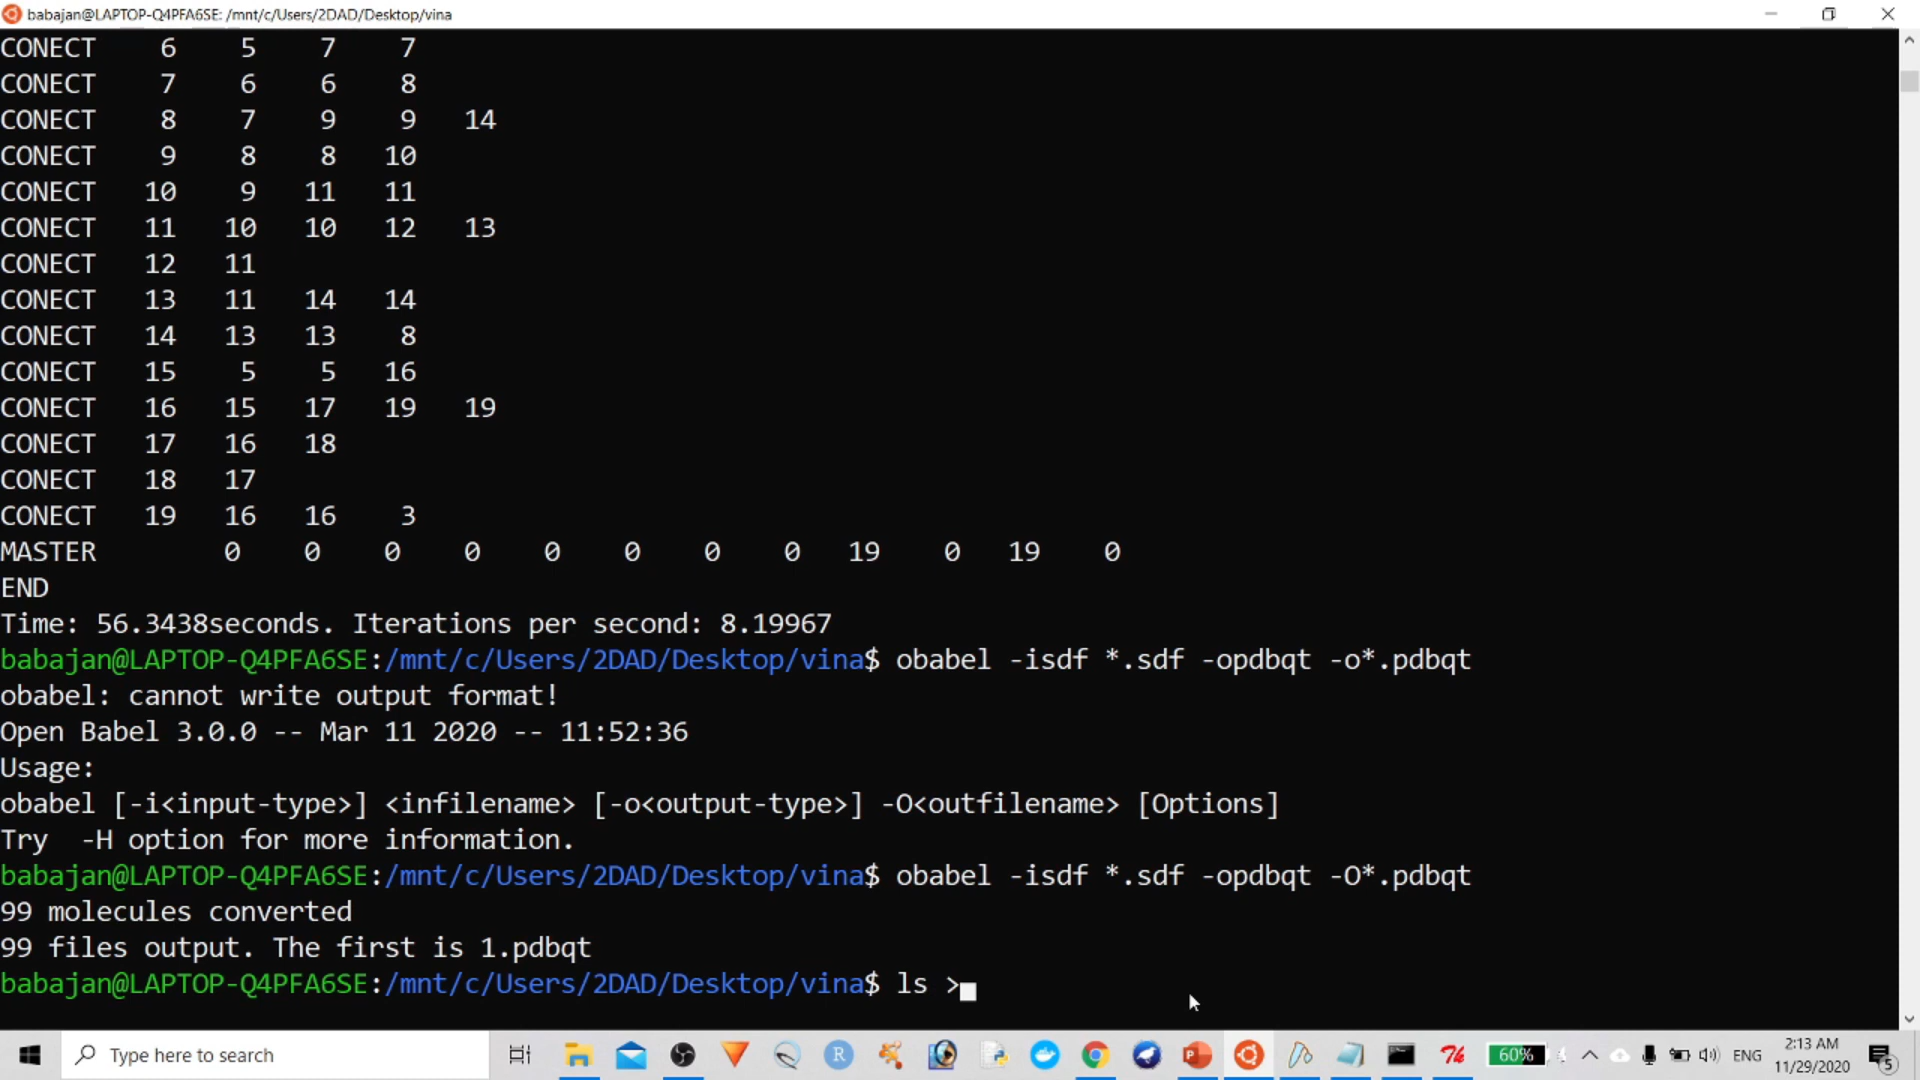 babajan@LAPTOP-Q4PFA6SE: /mnt/c/Users/2DAD/Desktop/vina
CONECT    6    5    7    7
CONECT    7    6    6    8
CONECT    8    7    9    9   14
CONECT    9    8    8   10
CONECT   10    9   11   11
CONECT   11   10   10   12   13
CONECT   12   11
CONECT   13   11   14   14
CONECT   14   13   13    8
CONECT   15    5    5   16
CONECT   16   15   17   19   19
CONECT   17   16   18
CONECT   18   17
CONECT   19   16   16    3
MASTER        0    0    0    0    0    0    0    0   19    0   19    0
END
Time: 56.3438seconds. Iterations per second: 8.19967
babajan@LAPTOP-Q4PFA6SE:/mnt/c/Users/2DAD/Desktop/vina$ obabel -isdf *.sdf -opdbqt -o*.pdbqt
obabel: cannot write output format!
Open Babel 3.0.0 -- Mar 11 2020 -- 11:52:36
Usage:
obabel [-i<input-type>] <infilename> [-o<output-type>] -O<outfilename> [Options]
Try  -H option for more information.
babajan@LAPTOP-Q4PFA6SE:/mnt/c/Users/2DAD/Desktop/vina$ obabel -isdf *.sdf -opdbqt -O*.pdbqt
99 molecules converted
99 files output. The first is 1.pdbqt
babajan@LAPTOP-Q4PFA6SE:/mnt/c/Users/2DAD/Desktop/vina$ ls >
Type here to search
R
76
60%
ENG
2:13 AM
11/29/2020
5